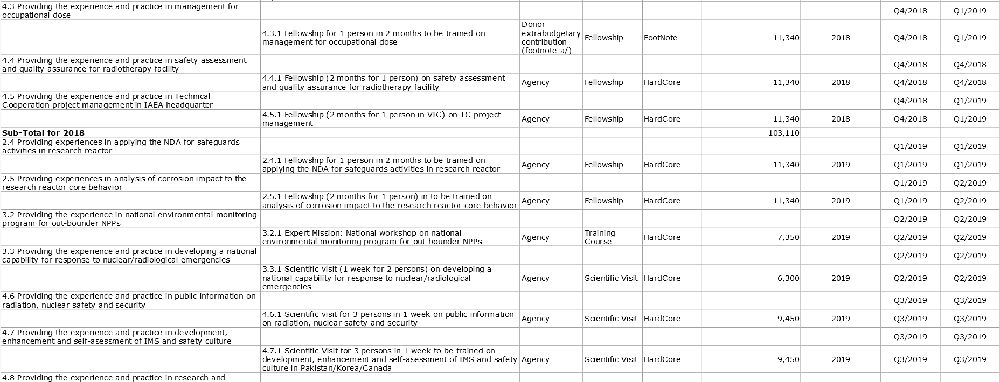 4.3 Providing the experience and practice in management for
occupational dose
Q4/2018
Q1/2019
4.3.1 Fellowship for 1 person in 2 months to be trained on
management for occupational dose
Donor
extrabudgetary
contribution
(footnote-a/)
Fellowship
FootNote
11,340
2018
Q4/2018
Q1/2019
4.4 Providing the experience and practice in safety assessment
and quality assurance for radiotherapy facility
Q4/2018
Q4/2018
4.4.1 Fellowship (2 months for 1 person) on safety assessment
and quality assurance for radiotherapy facility
Agency
Fellowship
HardCore
11,340
2018
Q4/2018
Q4/2018
4.5 Providing the experience and practice in Technical
Cooperation project management in IAEA headquarter
Q4/2018
Q1/2019
4.5.1 Fellowship (2 months for 1 person in VIC) on TC project
management
Agency
Fellowship
HardCore
11,340
2018
Q4/2018
Q1/2019
Sub-Total for 2018
103,110
2.4 Providing experiences in applying the NDA for safeguards
activities in research reactor
Q1/2019
Q1/2019
2.4.1 Fellowship for 1 person in 2 months to be trained on
applying the NDA for safeguards activities in research reactor
Agency
Fellowship
HardCore
11,340
2019
Q1/2019
Q1/2019
2.5 Providing experiences in analysis of corrosion impact to the
research reactor core behavior
Q1/2019
Q2/2019
2.5.1 Fellowship (2 months for 1 person) in to be trained on
analysis of corrosion impact to the research reactor core behavior
Agency
Fellowship
HardCore
11,340
2019
Q1/2019
Q2/2019
3.2 Providing the experience in national environmental monitoring
program for out-bounder NPPs
Q2/2019
Q2/2019
3.2.1 Expert Mission: National workshop on national
environmental monitoring program for out-bounder NPPs
Agency
Training
Course
HardCore
7,350
2019
Q2/2019
Q2/2019
3.3 Providing the experience and practice in developing a national
capability for response to nuclear/radiological emergencies
Q2/2019
Q2/2019
3.3.1 Scientific visit (1 week for 2 persons) on developing a
national capability for response to nuclear/radiological
emergencies
Agency
Scientific Visit
HardCore
6,300
2019
Q2/2019
Q2/2019
4.6 Providing the experience and practice in public information on
radiation, nuclear safety and security
Q3/2019
Q3/2019
4.6.1 Scientific visit for 3 persons in 1 week on public information
on radiation, nuclear safety and security
Agency
Scientific Visit
HardCore
9,450
2019
Q3/2019
Q3/2019
4.7 Providing the experience and practice in development,
enhancement and self-asessment of IMS and safety culture
Q3/2019
Q3/2019
4.7.1 Scientific Visit for 3 persons in 1 week to be trained on
development, enhancement and self-asessment of IMS and safety
culture in Pakistan/Korea/Canada
Agency
Scientific Visit
HardCore
9,450
2019
Q3/2019
Q3/2019
4.8 Providing the experience and practice in research and